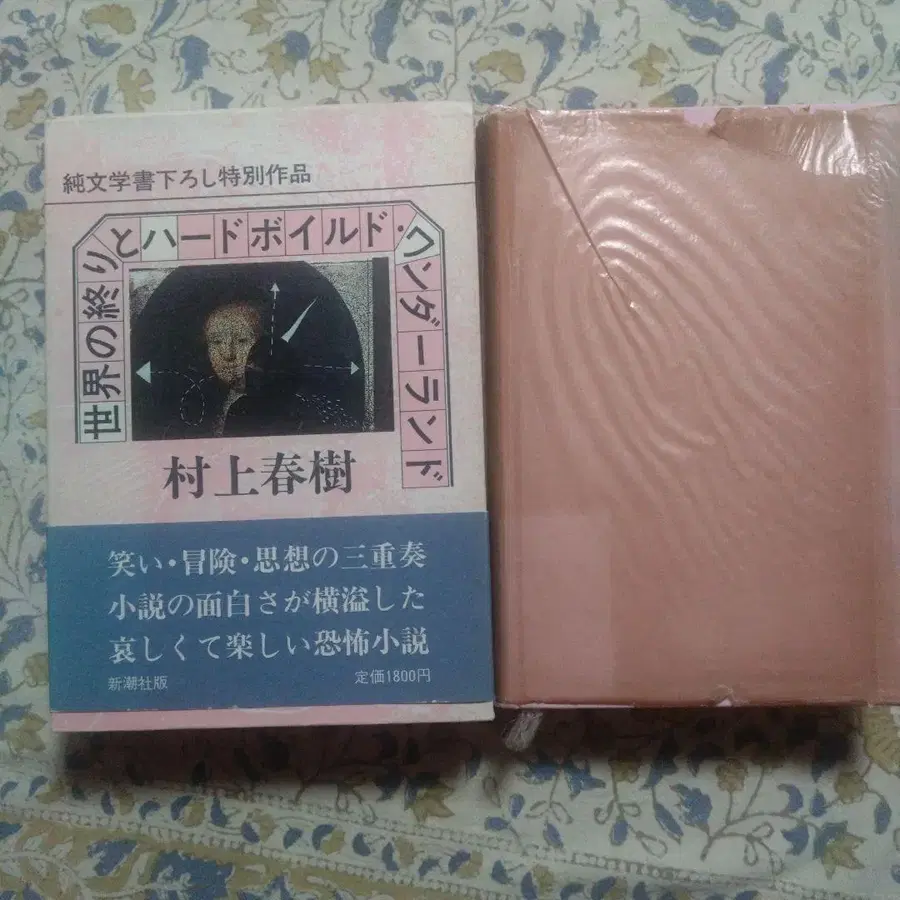 純文学書下ろし特別作品
世界の終りとハードボイルド・ワンダーランド
村上春樹
笑い・冒険・思想の三重奏
小説の面白さが横溢した
哀しくて楽しい恐怖小説
新潮社版
定価1800円